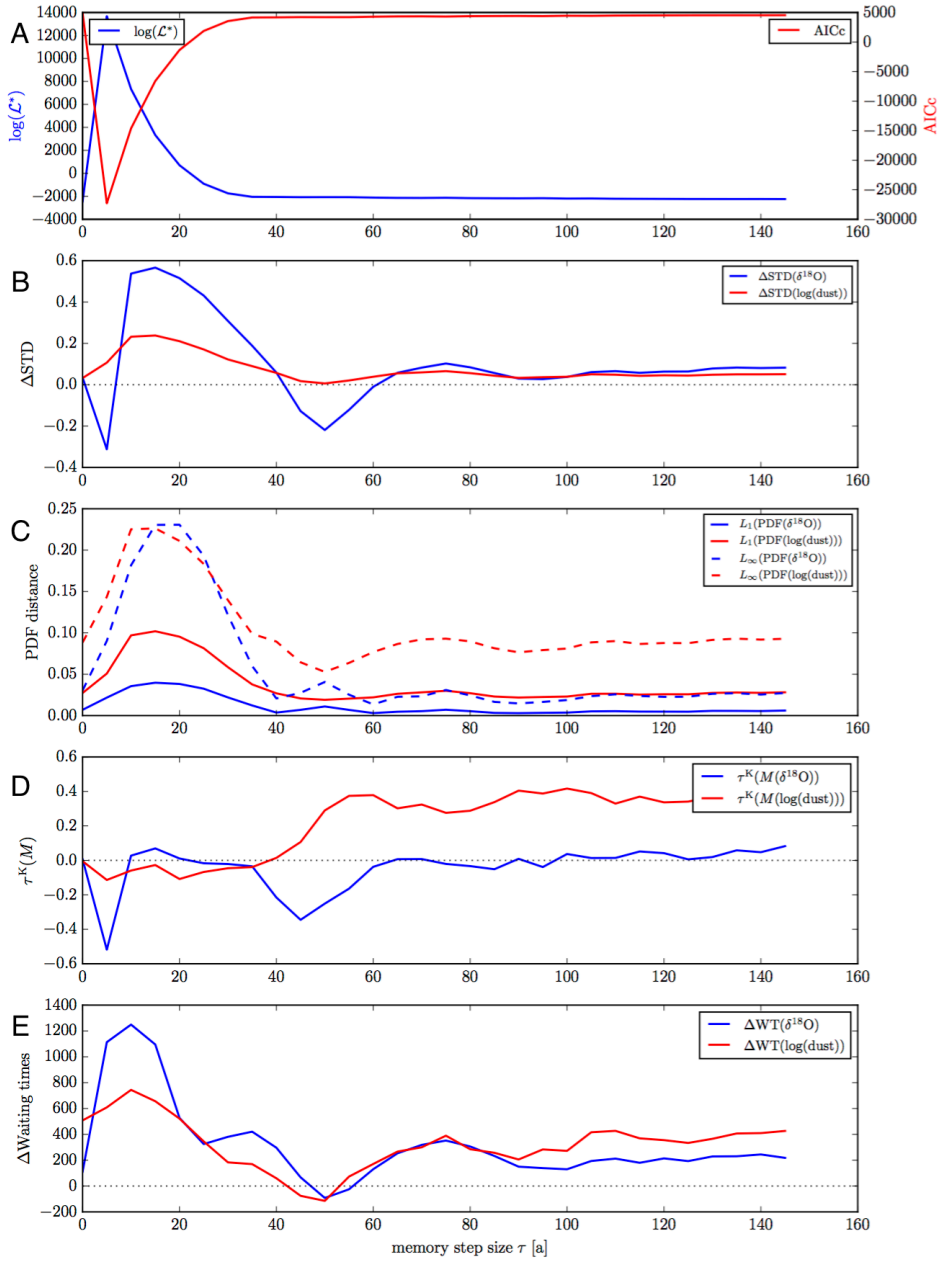 A
14000
12000
10000
8000
6000
4000
2000
0
−2000
−4000
log(ℒ*)
log(ℒ*)
AICc
5000
0
−5000
−10000
−15000
−20000
−25000
−30000
AICc
0 20 40 60 80 100 120 140 160
B
0.6
0.4
0.2
0.0
−0.2
−0.4
ΔSTD
ΔSTD(δ¹⁸O)
ΔSTD(log(dust))
0 20 40 60 80 100 120 140 160
C
0.25
0.20
0.15
0.10
0.05
0.00
PDF distance
L₁(PDF(δ¹⁸O))
L₁(PDF(log(dust)))
L∞(PDF(δ¹⁸O))
L∞(PDF(log(dust)))
0 20 40 60 80 100 120 140 160
D
0.6
0.4
0.2
0.0
−0.2
−0.4
−0.6
τᴷ(M)
τᴷ(M(δ¹⁸O))
τᴷ(M(log(dust)))
0 20 40 60 80 100 120 140 160
E
1400
1200
1000
800
600
400
200
0
−200
ΔWaiting times
ΔWT(δ¹⁸O)
ΔWT(log(dust))
0 20 40 60 80 100 120 140 160
memory step size τ [a]